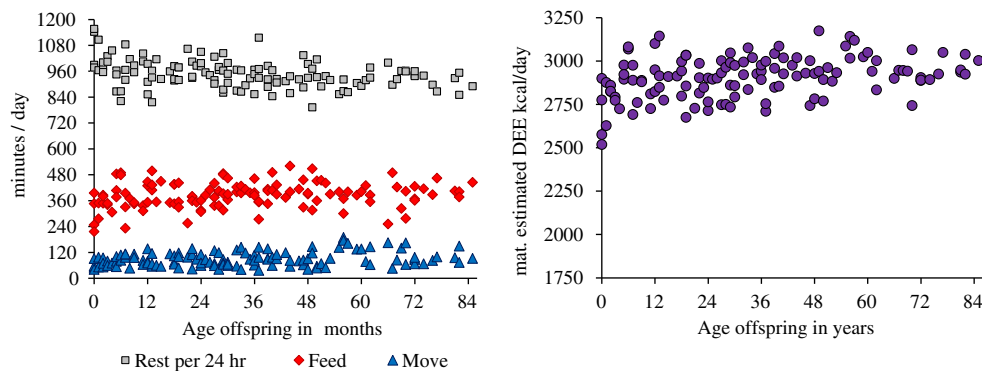 minutes / day
1200
1080
960
840
720
600
480
360
240
120
0
0 12 24 36 48 60 72 84
Age offspring in months
Rest per 24 hr Feed Move
mat. estimated DEE kcal/day
3250
3000
2750
2500
2250
2000
1750
0 12 24 36 48 60 72 84
Age offspring in years